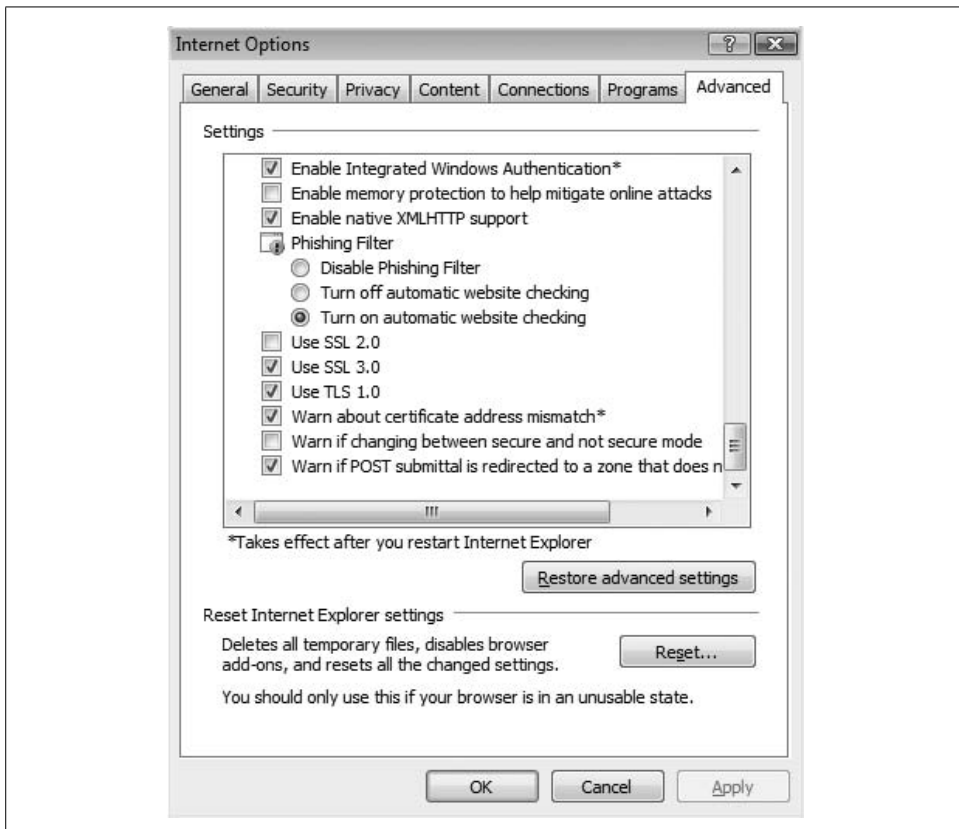 Internet Options
General Security Privacy Content Connections Programs Advanced
Settings
Enable Integrated Windows Authentication*
Enable memory protection to help mitigate online attacks
Enable native XMLHTTP support
Phishing Filter
Disable Phishing Filter
Turn off automatic website checking
Turn on automatic website checking
Use SSL 2.0
Use SSL 3.0
Use TLS 1.0
Warn about certificate address mismatch*
Warn if changing between secure and not secure mode
Warn if POST submittal is redirected to a zone that does n
*Takes effect after you restart Internet Explorer
Restore advanced settings
Reset Internet Explorer settings
Deletes all temporary files, disables browser
add-ons, and resets all the changed settings.
Reset...
You should only use this if your browser is in an unusable state.
OK Cancel Apply